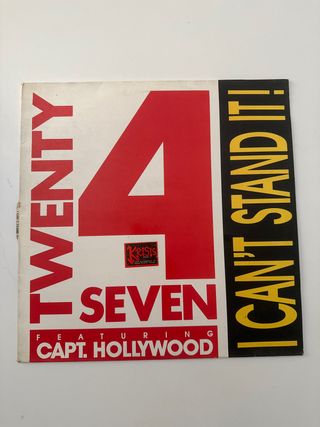 TWENTY
4
SEVEN
FEATURING
CAPT. HOLLYWOOD
I CAN'T STAND IT!